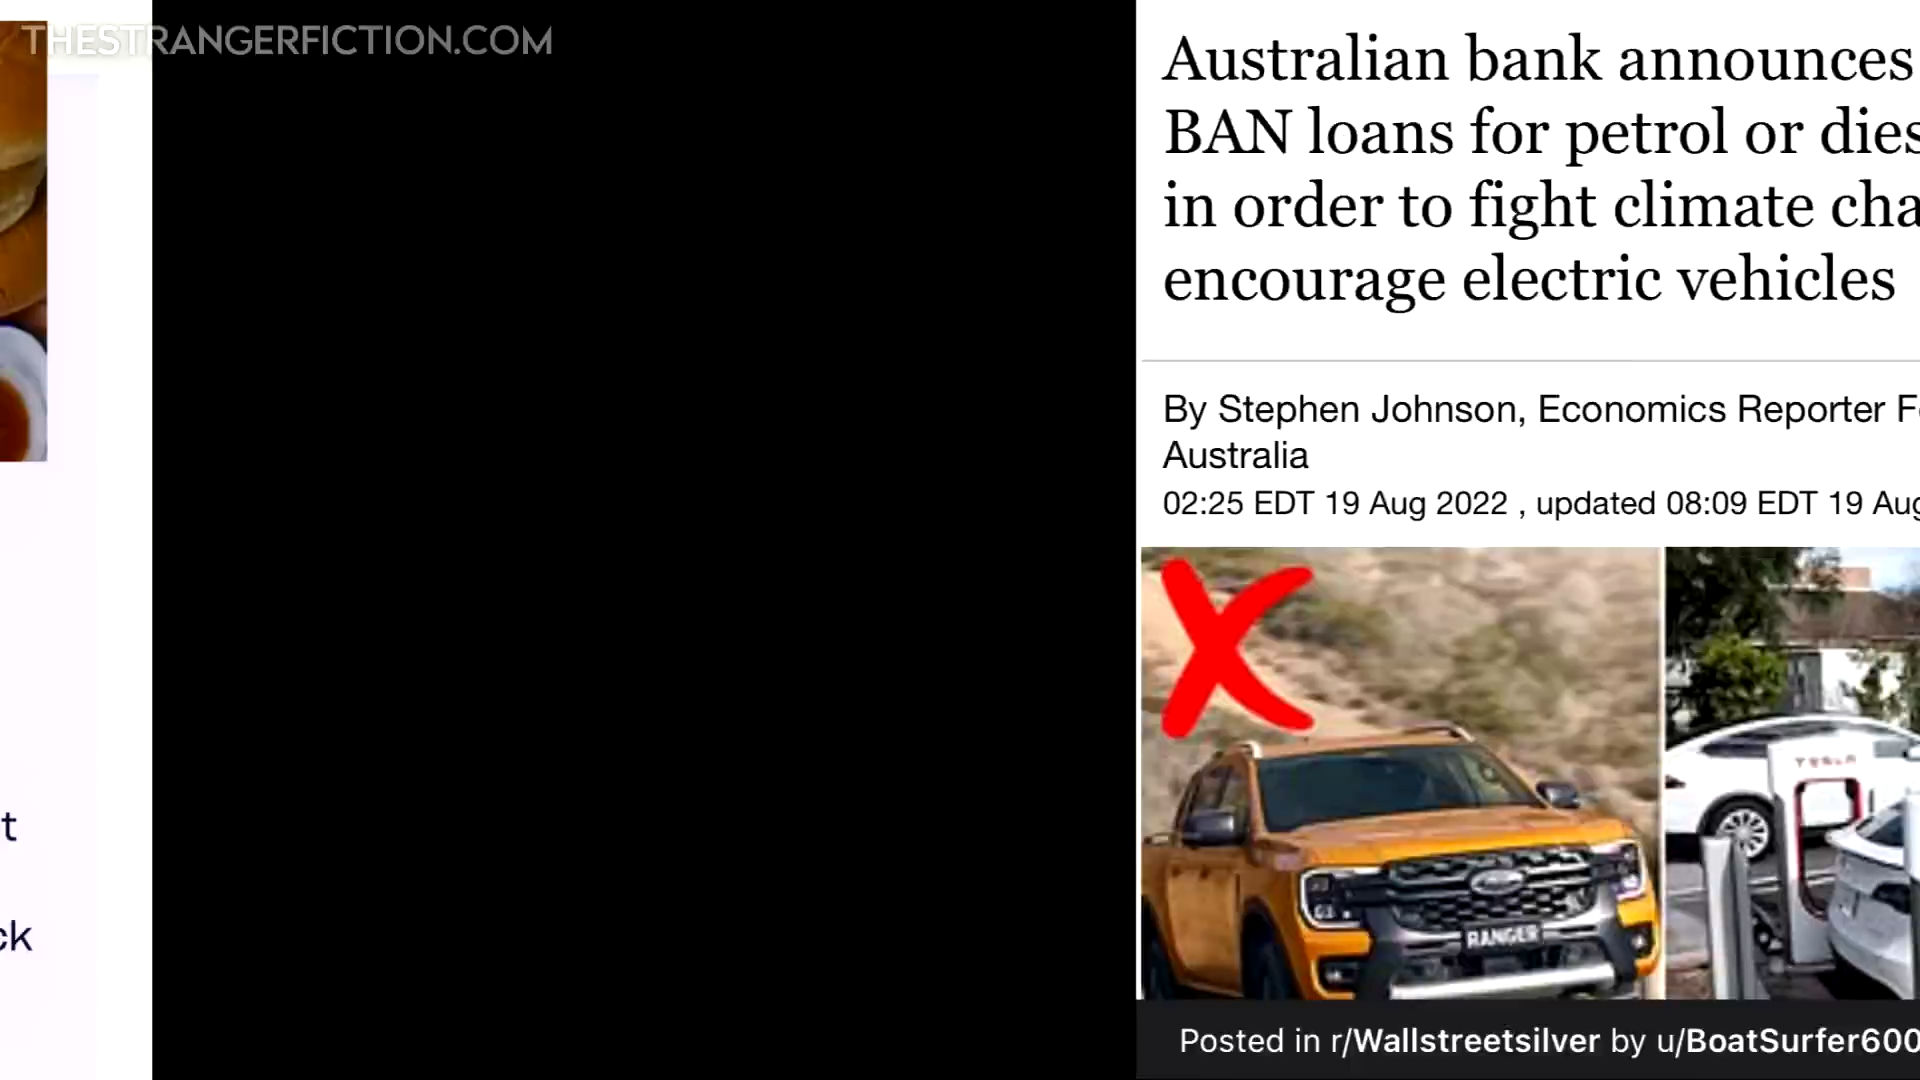 THESTRANGERFICTION.COM
t
ck
Australian bank announces
BAN loans for petrol or dies
in order to fight climate cha
encourage electric vehicles
By Stephen Johnson, Economics Reporter F
Australia
02:25 EDT 19 Aug 2022 , updated 08:09 EDT 19 Aug
TESLA
RANGER
Posted in r/Wallstreetsilver by u/BoatSurfer600